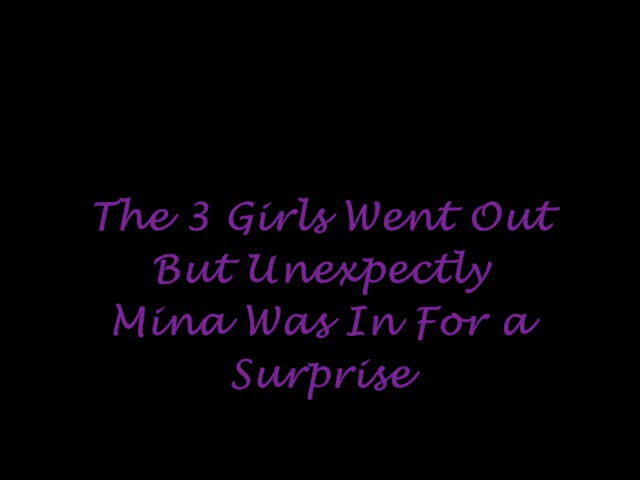 The 3 Girls Went Out
But Unexpectly
Mina Was In For a
Surprise